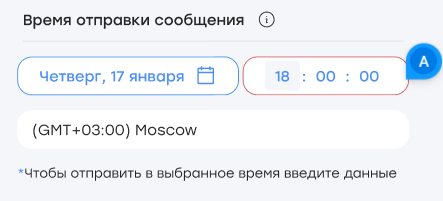 Время отправки сообщения
Четверг, 17 января 18 : 00 : 00
A
(GMT+03:00) Moscow
*Чтобы отправить в выбранное время введите данные